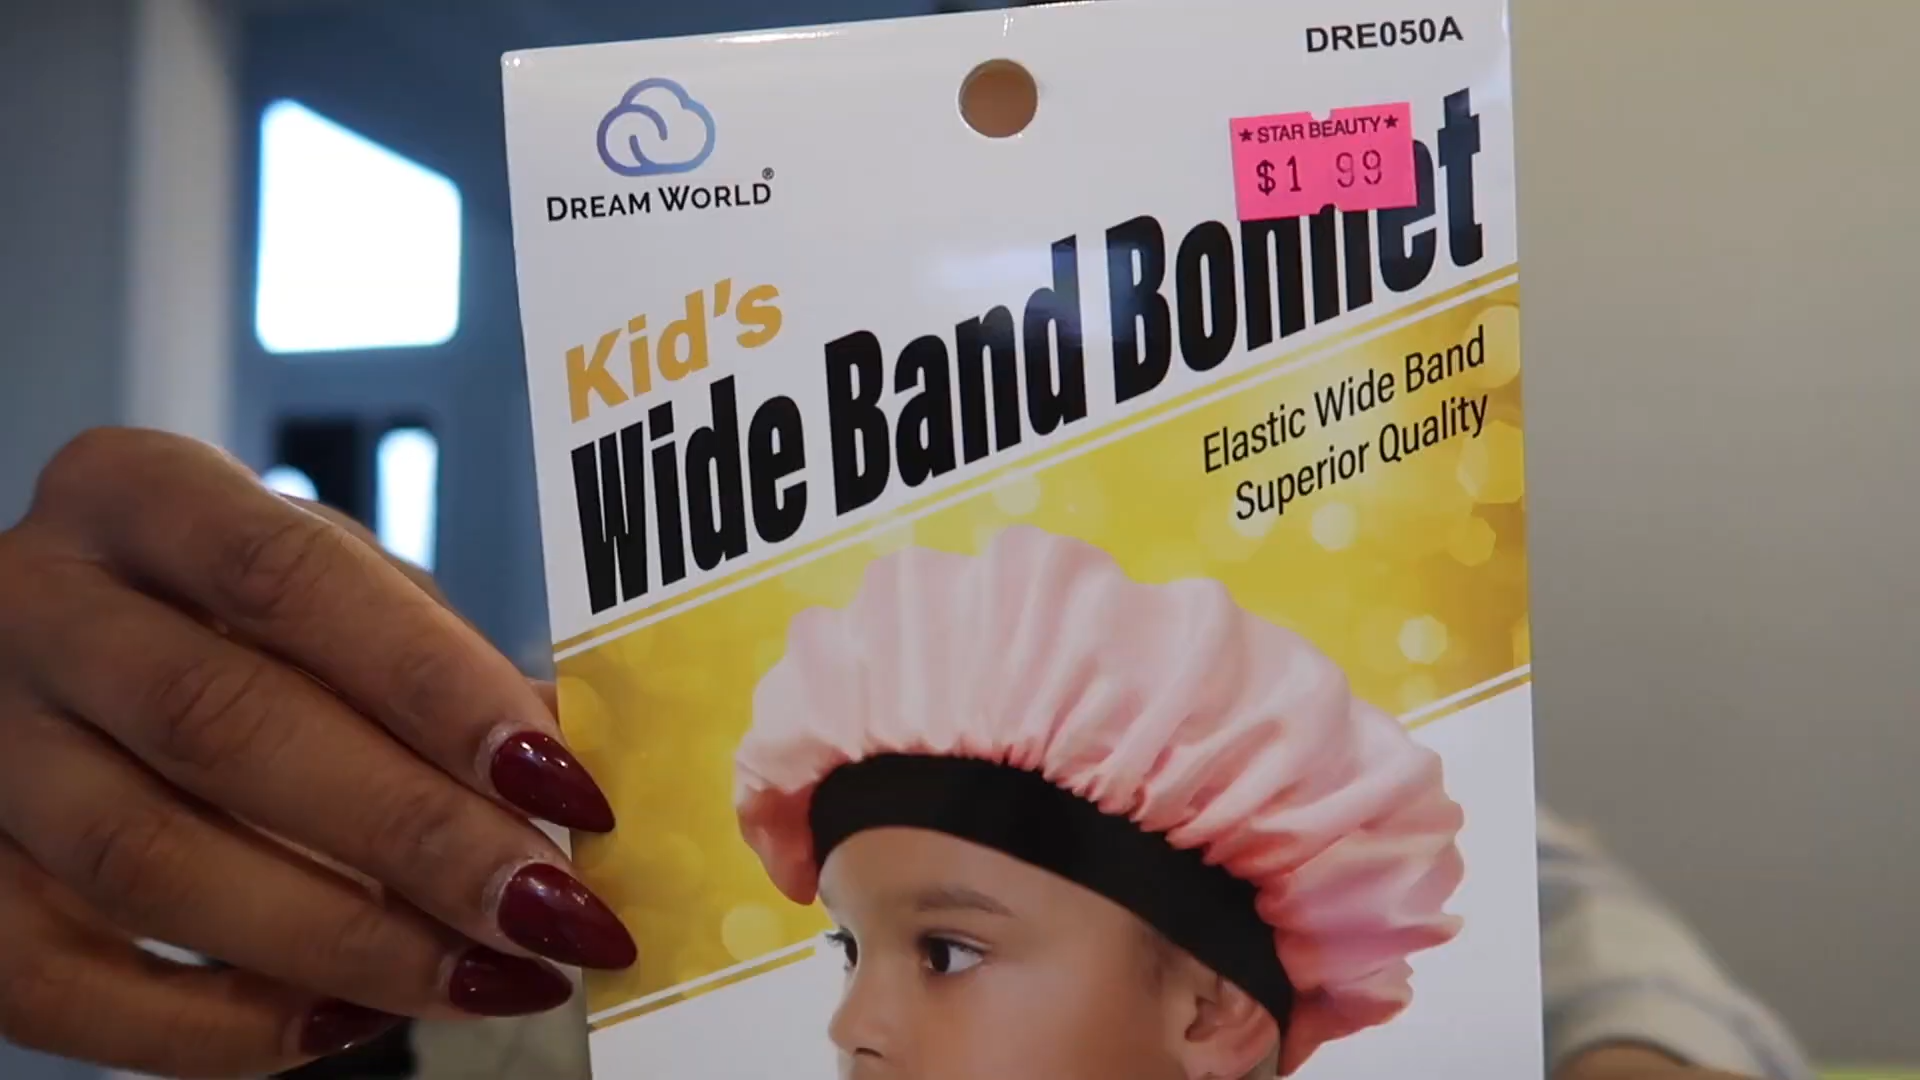 DRE050A
DREAM WORLD®
★STAR BEAUTY★
$1 99
Kid's
Wide Band Bonnet
Elastic Wide Band
Superior Quality